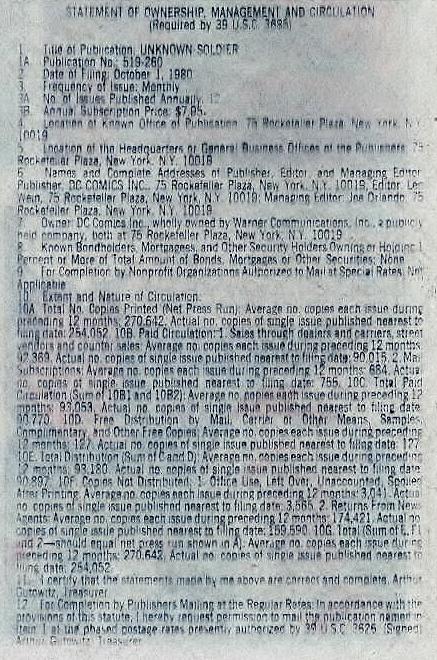 STATEMENT OF OWNERSHIP, MANAGEMENT AND CIRCULATION
(Required by 39 U.S.C. 3685)
1. Title of Publication: UNKNOWN SOLDIER
1A. Publication No.: 519-260
2. Date of Filing: October 1, 1980
3. Frequency of Issue: Monthly
3A. No. of Issues Published Annually, 12
3B. Annual Subscription Price: $7.95.
4. Location of Known Office of Publication: 75 Rockefeller Plaza, New York, N.Y.
10019
5. Location of the Headquarters or General Business Offices of the Publishers: 75
Rockefeller Plaza, New York, N.Y. 10019
6. Names and Complete Addresses of Publisher, Editor, and Managing Editor
Publisher, DC COMICS INC., 75 Rockefeller Plaza, New York, N.Y. 10019; Editor: Len
Wein, 75 Rockefeller Plaza, New York, N.Y. 10019; Managing Editor: Joe Orlando, 75
Rockefeller Plaza, New York, N.Y. 10019
7. Owner: DC Comics Inc., wholly owned by Warner Communications, Inc., a publicly
held company, both at 75 Rockefeller Plaza, New York, N.Y. 10019
8. Known Bondholders, Mortgagees, and Other Security Holders Owning or Holding 1
Percent or More of Total Amount of Bonds, Mortgages or Other Securities: None
9. For Completion by Nonprofit Organizations Authorized to Mail at Special Rates: Not
Applicable
10. Extent and Nature of Circulation:
10A. Total No. Copies Printed (Net Press Run): Average no. copies each issue during
preceding 12 months: 270,642. Actual no. copies of single issue published nearest to
filing date: 254,052. 10B. Paid Circulation: 1. Sales through dealers and carriers, street
vendors and counter sales: Average no. copies each issue during preceding 12 months
92,369. Actual no. copies of single issue published nearest to filing date: 90,015. 2. Mail
Subscriptions: Average no. copies each issue during preceding 12 months: 684. Actual
no. copies of single issue published nearest to filing date: 755. 10C. Total Paid
Circulation (Sum of 10B1 and 10B2): Average no. copies each issue during preceding 12
months: 93,053. Actual no. copies of single issue published nearest to filing date
90,770. 10D. Free Distribution by Mail, Carrier or Other Means, Samples,
Complimentary, and Other Free Copies: Average no. copies each issue during preceding
12 months: 127. Actual no. copies of single issue published nearest to filing date: 127.
10E. Total Distribution (Sum of C and D): Average no. copies each issue during preceding
12 months: 93,180. Actual no. copies of single issue published nearest to filing date
90,897. 10F. Copies Not Distributed: 1. Office Use, Left Over, Unaccounted, Spoiled
After Printing. Average no. copies each issue during preceding 12 months: 3,041. Actual
no. copies of single issue published nearest to filing date: 3,565. 2. Returns From News
Agents: Average no. copies each issue during preceding 12 months: 174,421. Actual no.
copies of single issue published nearest to filing date: 159,590. 10G. Total (Sum of E, F1
and 2—should equal net press run shown in A): Average no. copies each issue during
preceding 12 months: 270,642. Actual no. copies of single issue published nearest to
filing date: 254,052.
11. I certify that the statements made by me above are correct and complete. Arthur
Gutowitz, Treasurer
12. For Completion by Publishers Mailing at the Regular Rates: In accordance with the
provisions of this statute, I hereby request permission to mail the publication named in
Item 1 at the phased postage rates presently authorized by 39 U.S.C. 3626. (Signed)
Arthur Gutowitz, Treasurer